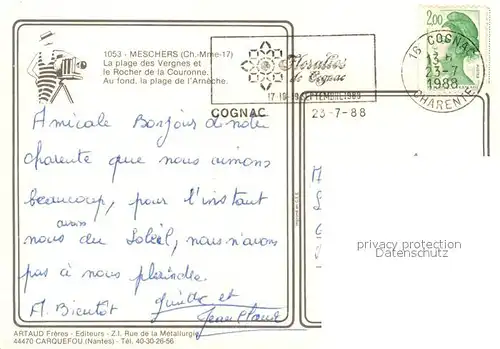 1053 - MESCHERS (Ch.-Mme-17)
La plage des Vergnes et
le Rocher de la Couronne.
Au fond, la plage de l'Arnèche.
Floralies
de Cognac
17-18-19 SEPTEMBRE 1988
COGNAC
23-7-88
2,00
16 COGNAC
23-7
1988
CHARENTE
Amicale Bonjour de notre
charente que nous aimons
beaucoup, pour l'instant
avons
nous du Soleil, nous n'avons
pas à nous plaindre.
A Bientôt
et
Jean Claude
privacy protection
Datenschutz
ARTAUD Frères - Editeurs - Z.I. Rue de la Métallurgie
44470 CARQUEFOU (Nantes) - Tél. 40-30-26-56